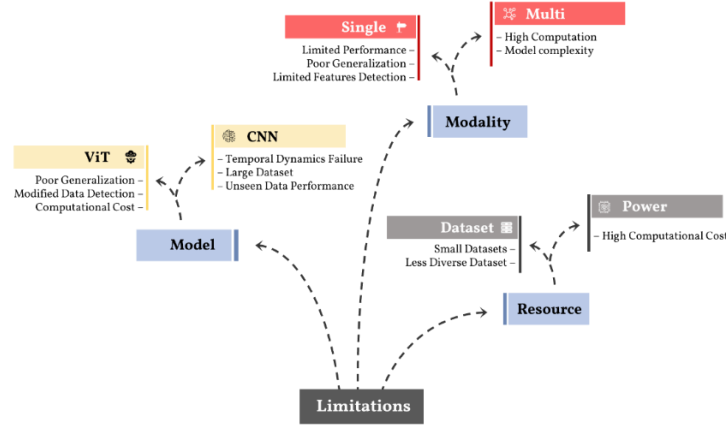 Single
Limited Performance –
Poor Generalization –
Limited Features Detection –
Multi
– High Computation
– Model complexity
Modality
ViT
Poor Generalization –
Modified Data Detection –
Computational Cost –
CNN
– Temporal Dynamics Failure
– Large Dataset
– Unseen Data Performance
Model
Dataset
Small Datasets –
Less Diverse Dataset –
Power
– High Computational Cost
Resource
Limitations